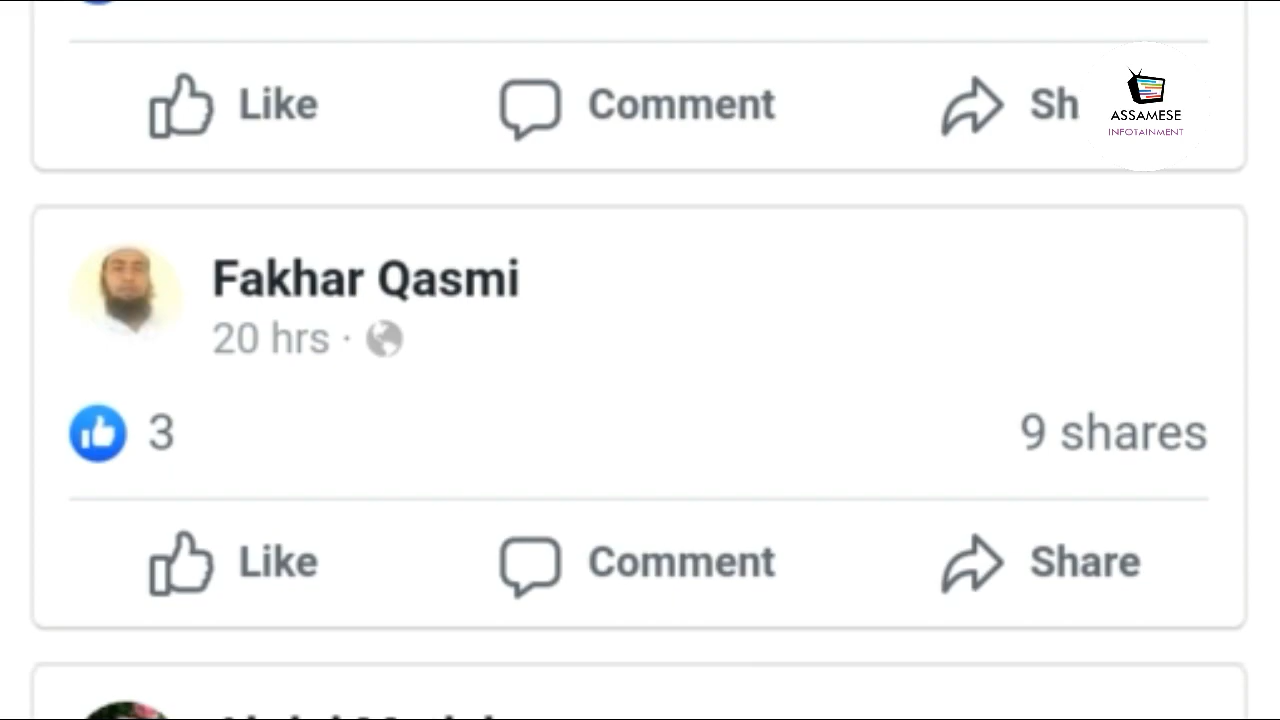 Like Comment Sh
ASSAMESE
INFOTAINMENT
Fakhar Qasmi
20 hrs ·
3 9 shares
Like Comment Share